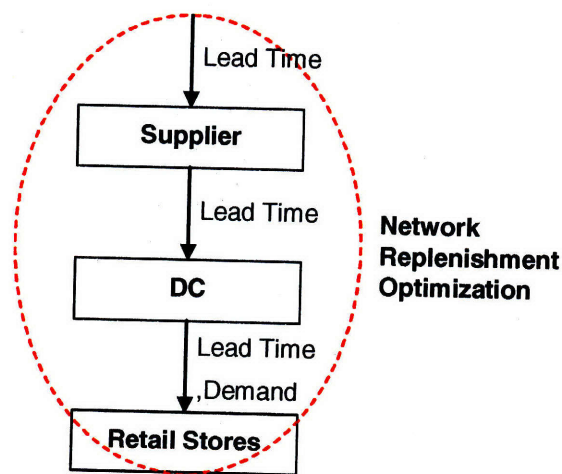 Lead Time
Supplier
Lead Time
Network
Replenishment
Optimization
DC
Lead Time
,Demand
Retail Stores